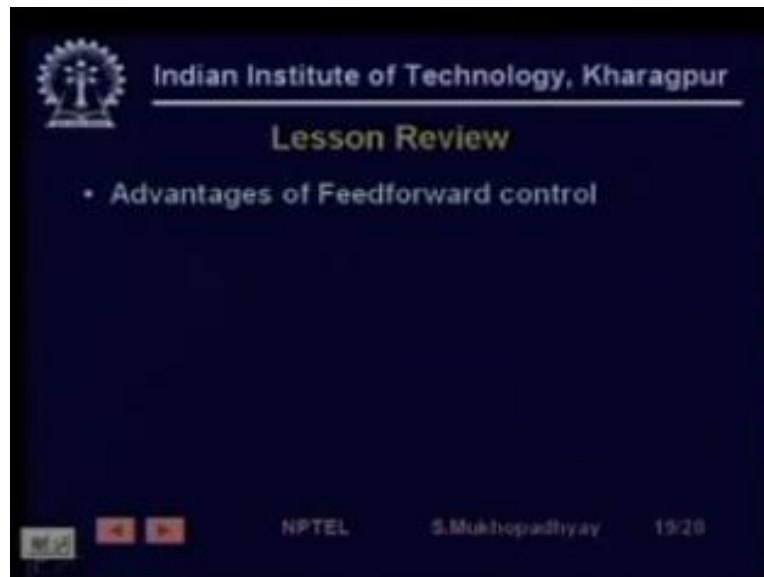 Indian Institute of Technology, Kharagpur
Lesson Review
• Advantages of Feedforward control
NPTEL S.Mukhopadhyay 19/20